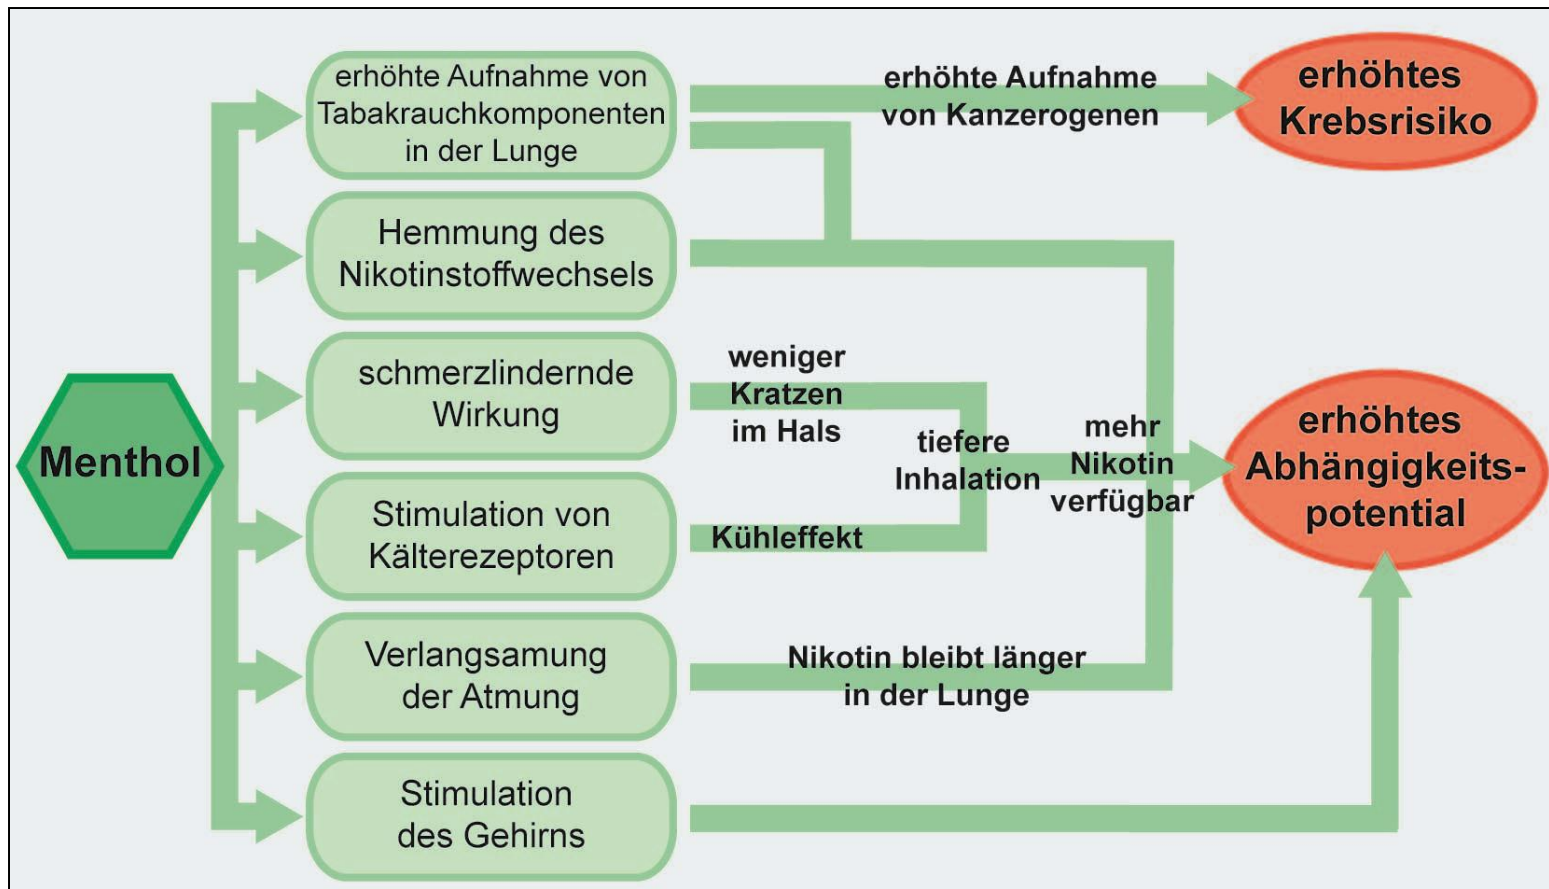 Menthol
erhöhte Aufnahme von
Tabakrauchkomponenten
in der Lunge
Hemmung des
Nikotinstoffwechsels
schmerzlindernde
Wirkung
Stimulation von
Kälterezeptoren
Verlangsamung
der Atmung
Stimulation
des Gehirns
erhöhte Aufnahme
von Kanzerogenen
weniger
Kratzen
im Hals
Kühleffekt
tiefere
Inhalation
mehr
Nikotin
verfügbar
Nikotin bleibt länger
in der Lunge
erhöhtes
Krebsrisiko
erhöhtes
Abhängigkeits-
potential